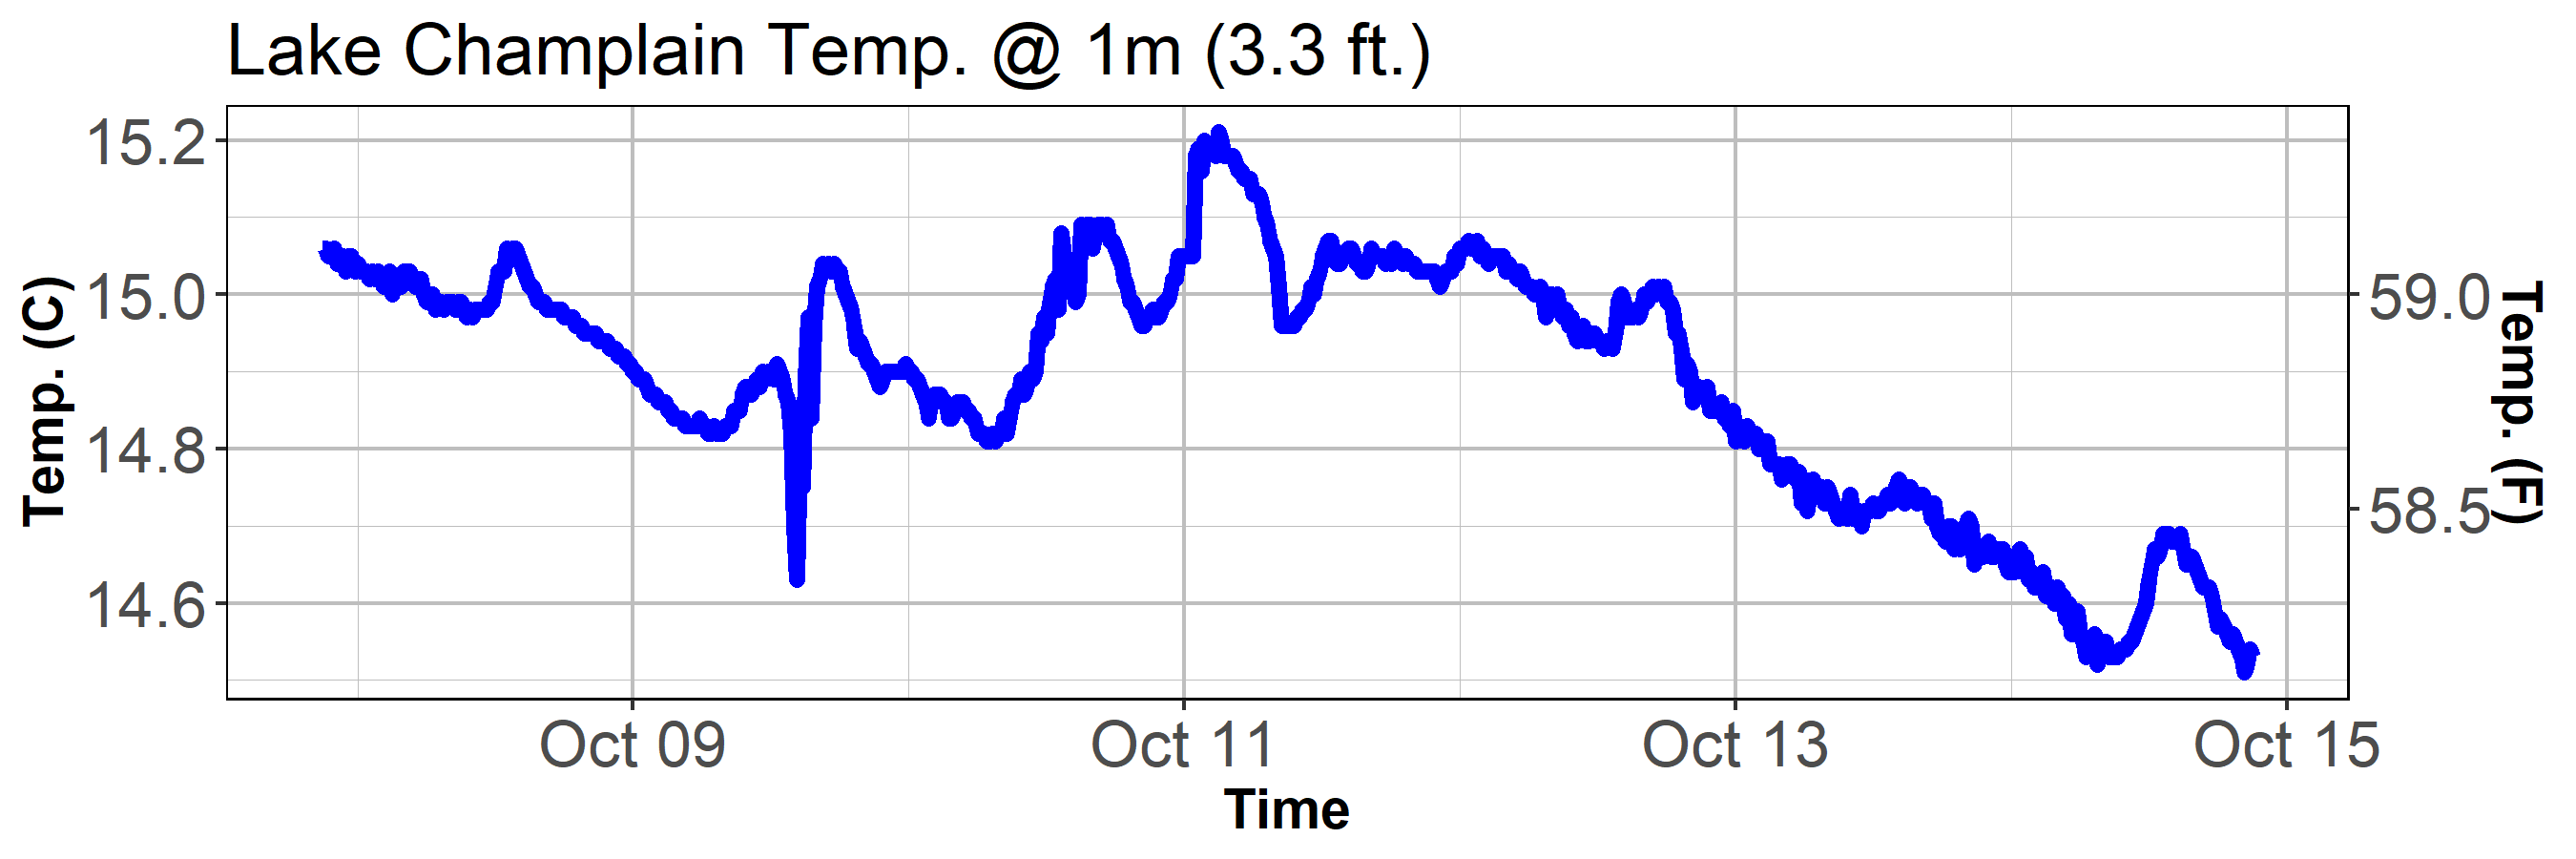 Lake Champlain Temp. @ 1m (3.3 ft.)
15.2
15.0
14.8
14.6
Temp. (C)
59.0
58.5
Temp. (F)
Oct 09
Oct 11
Oct 13
Oct 15
Time